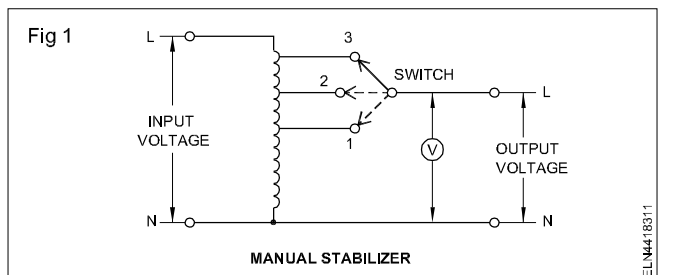 Fig 1
L
3
SWITCH
2
L
1
INPUT
VOLTAGE
V
OUTPUT
VOLTAGE
N
N
MANUAL STABILIZER
ELN4418311